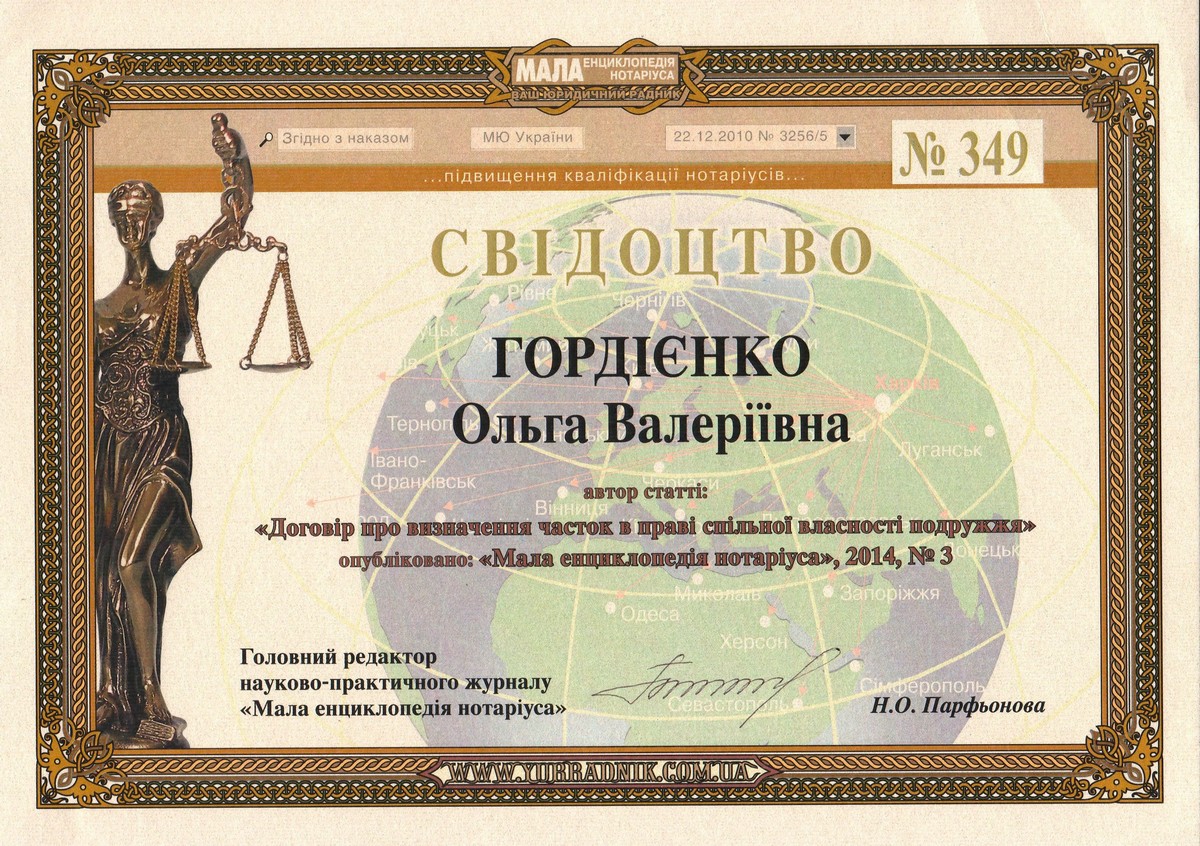 МАЛА ЕНЦИКЛОПЕДІЯ НОТАРІУСА
ВАШ ЮРИДИЧНИЙ РАДНИК
Згідно з наказом МЮ України 22.12.2010 № 3256/5
№ 349
...підвищення кваліфікації нотаріусів...
СВІДОЦТВО
Рівне Чернігів
ГОРДІЄНКО
Харків
Ольга Валеріївна
Луганськ
Івано-
Франківськ
Черкаси
автор статті:
Вінниця
«Договір про визначення часток в праві спільної власності подружжя»
опубліковано: «Мала енциклопедія нотаріуса», 2014, № 3
Миколаїв Запоріжжя
Одеса
Херсон
Головний редактор
науково-практичного журналу
«Мала енциклопедія нотаріуса»
Сімферополь
Севастополь
Н.О. Парфьонова
WWW.YURRADNIK.COM.UA